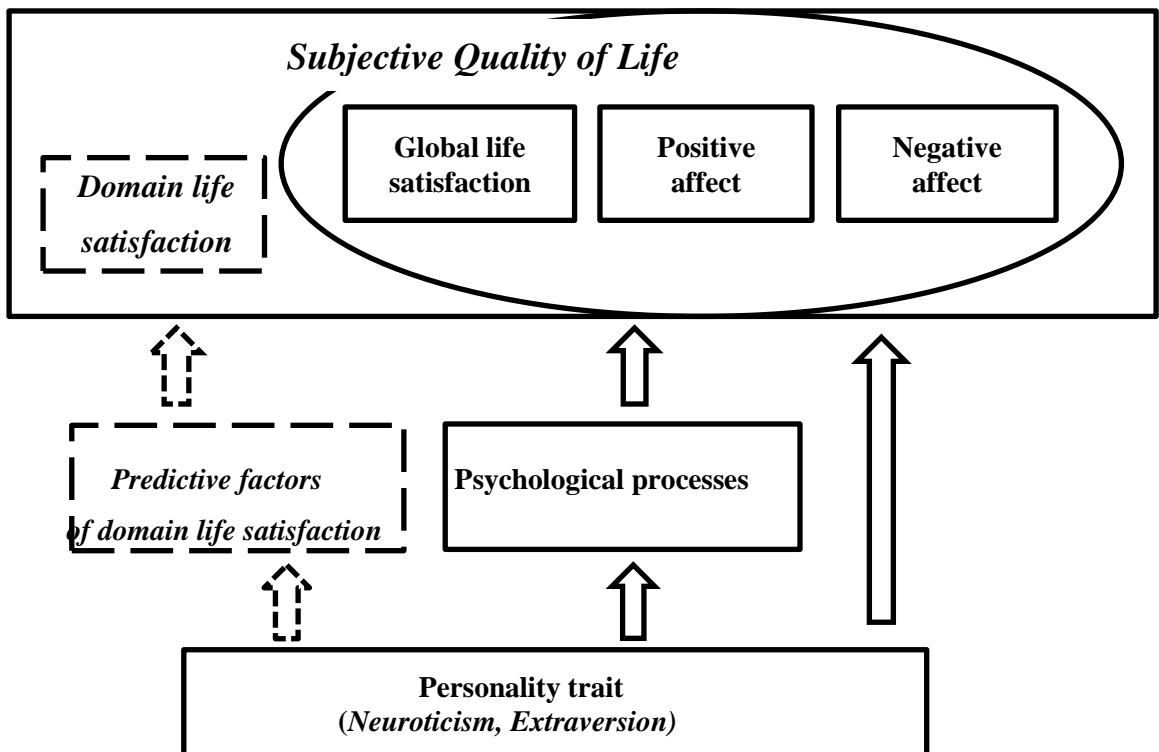 Subjective Quality of Life
Global life
satisfaction
Positive
affect
Negative
affect
Domain life
satisfaction
Predictive factors
of domain life satisfaction
Psychological processes
Personality trait
(Neuroticism, Extraversion)